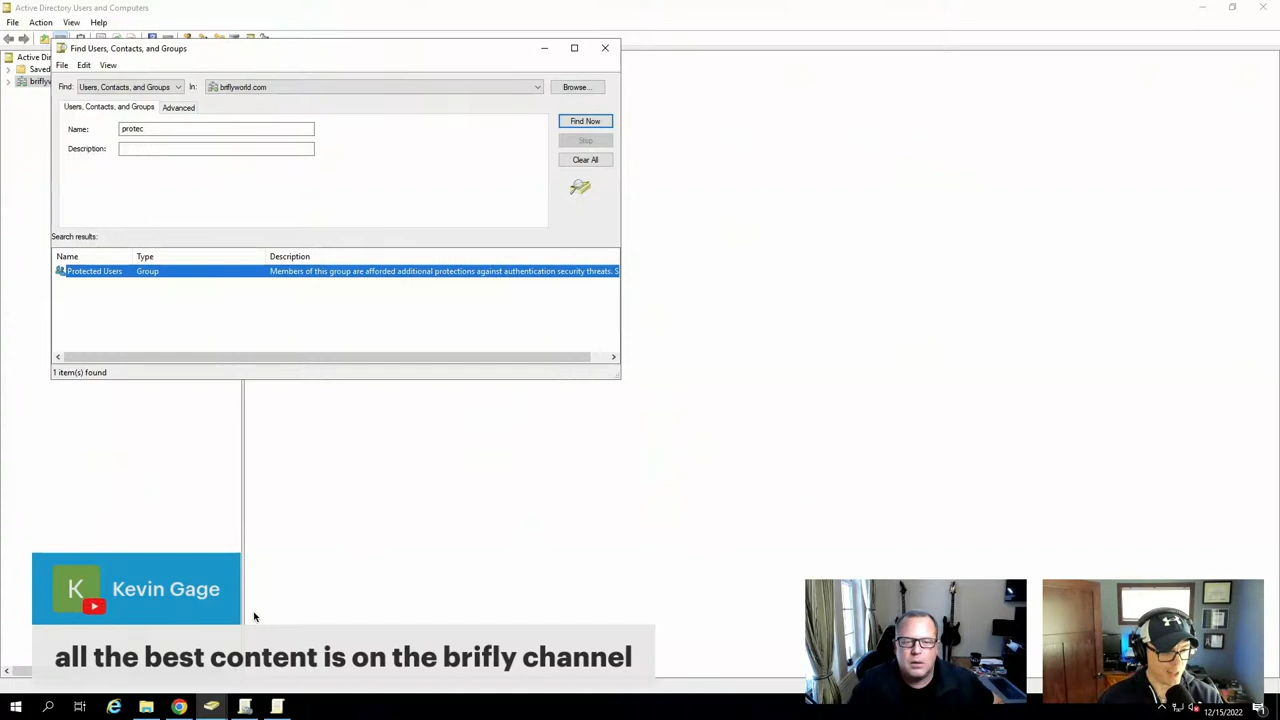 Active Directory Users and Computers
File Action View Help
Find Users, Contacts, and Groups
File Edit View
Active Di
Saved
briflyw
Find: Users, Contacts, and Groups In: briflyworld.com Browse...
Users, Contacts, and Groups Advanced
Name: protec
Find Now
Stop
Description:
Clear All
Search results:
Name Type Description
Protected Users Group Members of this group are afforded additional protections against authentication security threats. S
1 item(s) found
K Kevin Gage
all the best content is on the brifly channel
12/15/2022